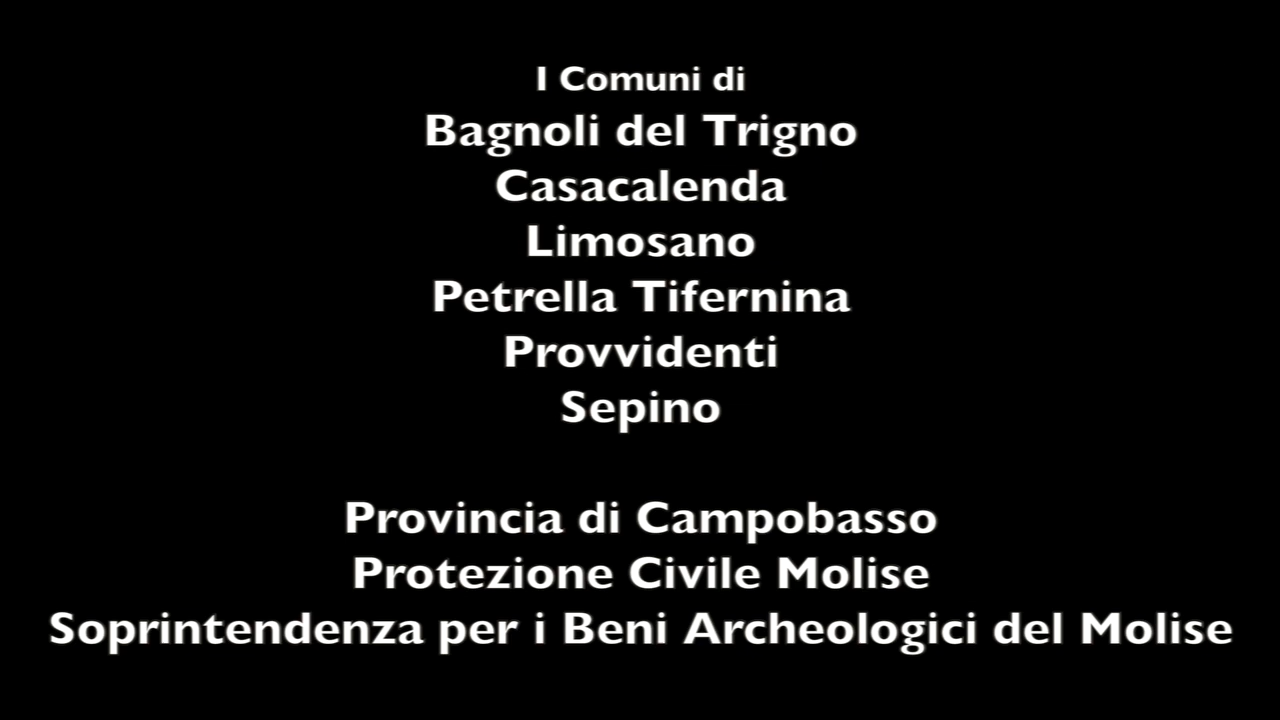 I Comuni di
Bagnoli del Trigno
Casacalenda
Limosano
Petrella Tifernina
Provvidenti
Sepino
Provincia di Campobasso
Protezione Civile Molise
Soprintendenza per i Beni Archeologici del Molise